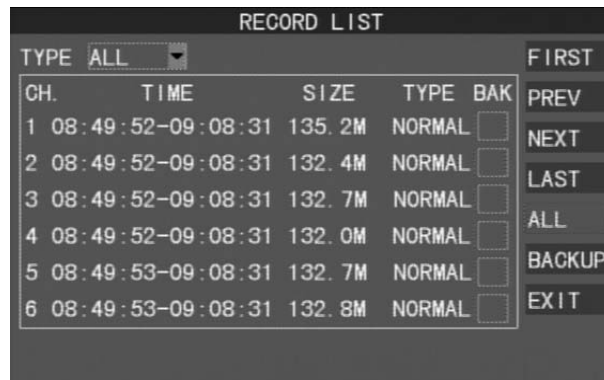 RECORD LIST
TYPE ALL
CH. TIME SIZE TYPE BAK
1 08:49:52-09:08:31 135.2M NORMAL
2 08:49:52-09:08:31 132.4M NORMAL
3 08:49:52-09:08:31 132.7M NORMAL
4 08:49:52-09:08:31 132.0M NORMAL
5 08:49:53-09:08:31 132.7M NORMAL
6 08:49:53-09:08:31 132.8M NORMAL
FIRST
PREV
NEXT
LAST
ALL
BACKUP
EXIT